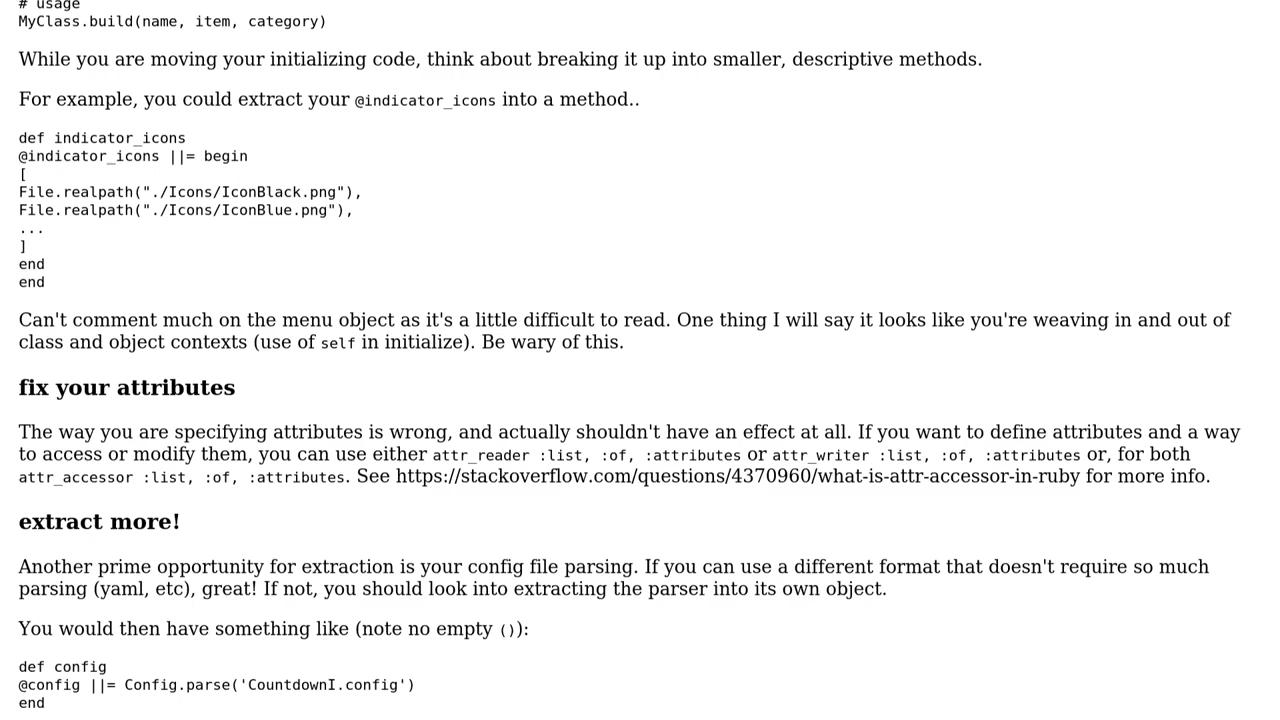 # usage
MyClass.build(name, item, category)
While you are moving your initializing code, think about breaking it up into smaller, descriptive methods.
For example, you could extract your @indicator_icons into a method..
def indicator_icons
@indicator_icons ||= begin
[
File.realpath("./Icons/IconBlack.png"),
File.realpath("./Icons/IconBlue.png"),
...
]
end
end
Can't comment much on the menu object as it's a little difficult to read. One thing I will say it looks like you're weaving in and out of
class and object contexts (use of self in initialize). Be wary of this.
fix your attributes
The way you are specifying attributes is wrong, and actually shouldn't have an effect at all. If you want to define attributes and a way
to access or modify them, you can use either attr_reader :list, :of, :attributes or attr_writer :list, :of, :attributes or, for both
attr_accessor :list, :of, :attributes. See https://stackoverflow.com/questions/4370960/what-is-attr-accessor-in-ruby for more info.
extract more!
Another prime opportunity for extraction is your config file parsing. If you can use a different format that doesn't require so much
parsing (yaml, etc), great! If not, you should look into extracting the parser into its own object.
You would then have something like (note no empty ()):
def config
@config ||= Config.parse('CountdownI.config')
end